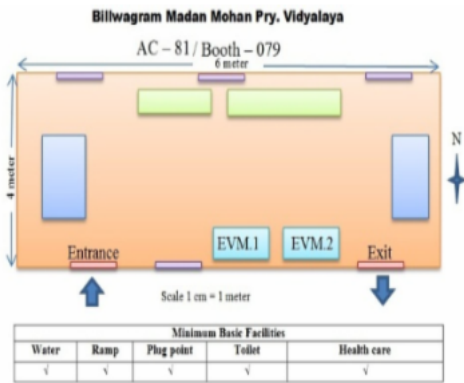 Billwagram Madan Mohan Pry. Vidyalaya
AC – 81 / Booth – 079
6 meter
4 meter
N
EVM.1 EVM.2
Entrance Exit
Scale 1 cm = 1 meter
Minimum Basic Facilities
Water Ramp Plug point Toilet Health care
√ √ √ √ √